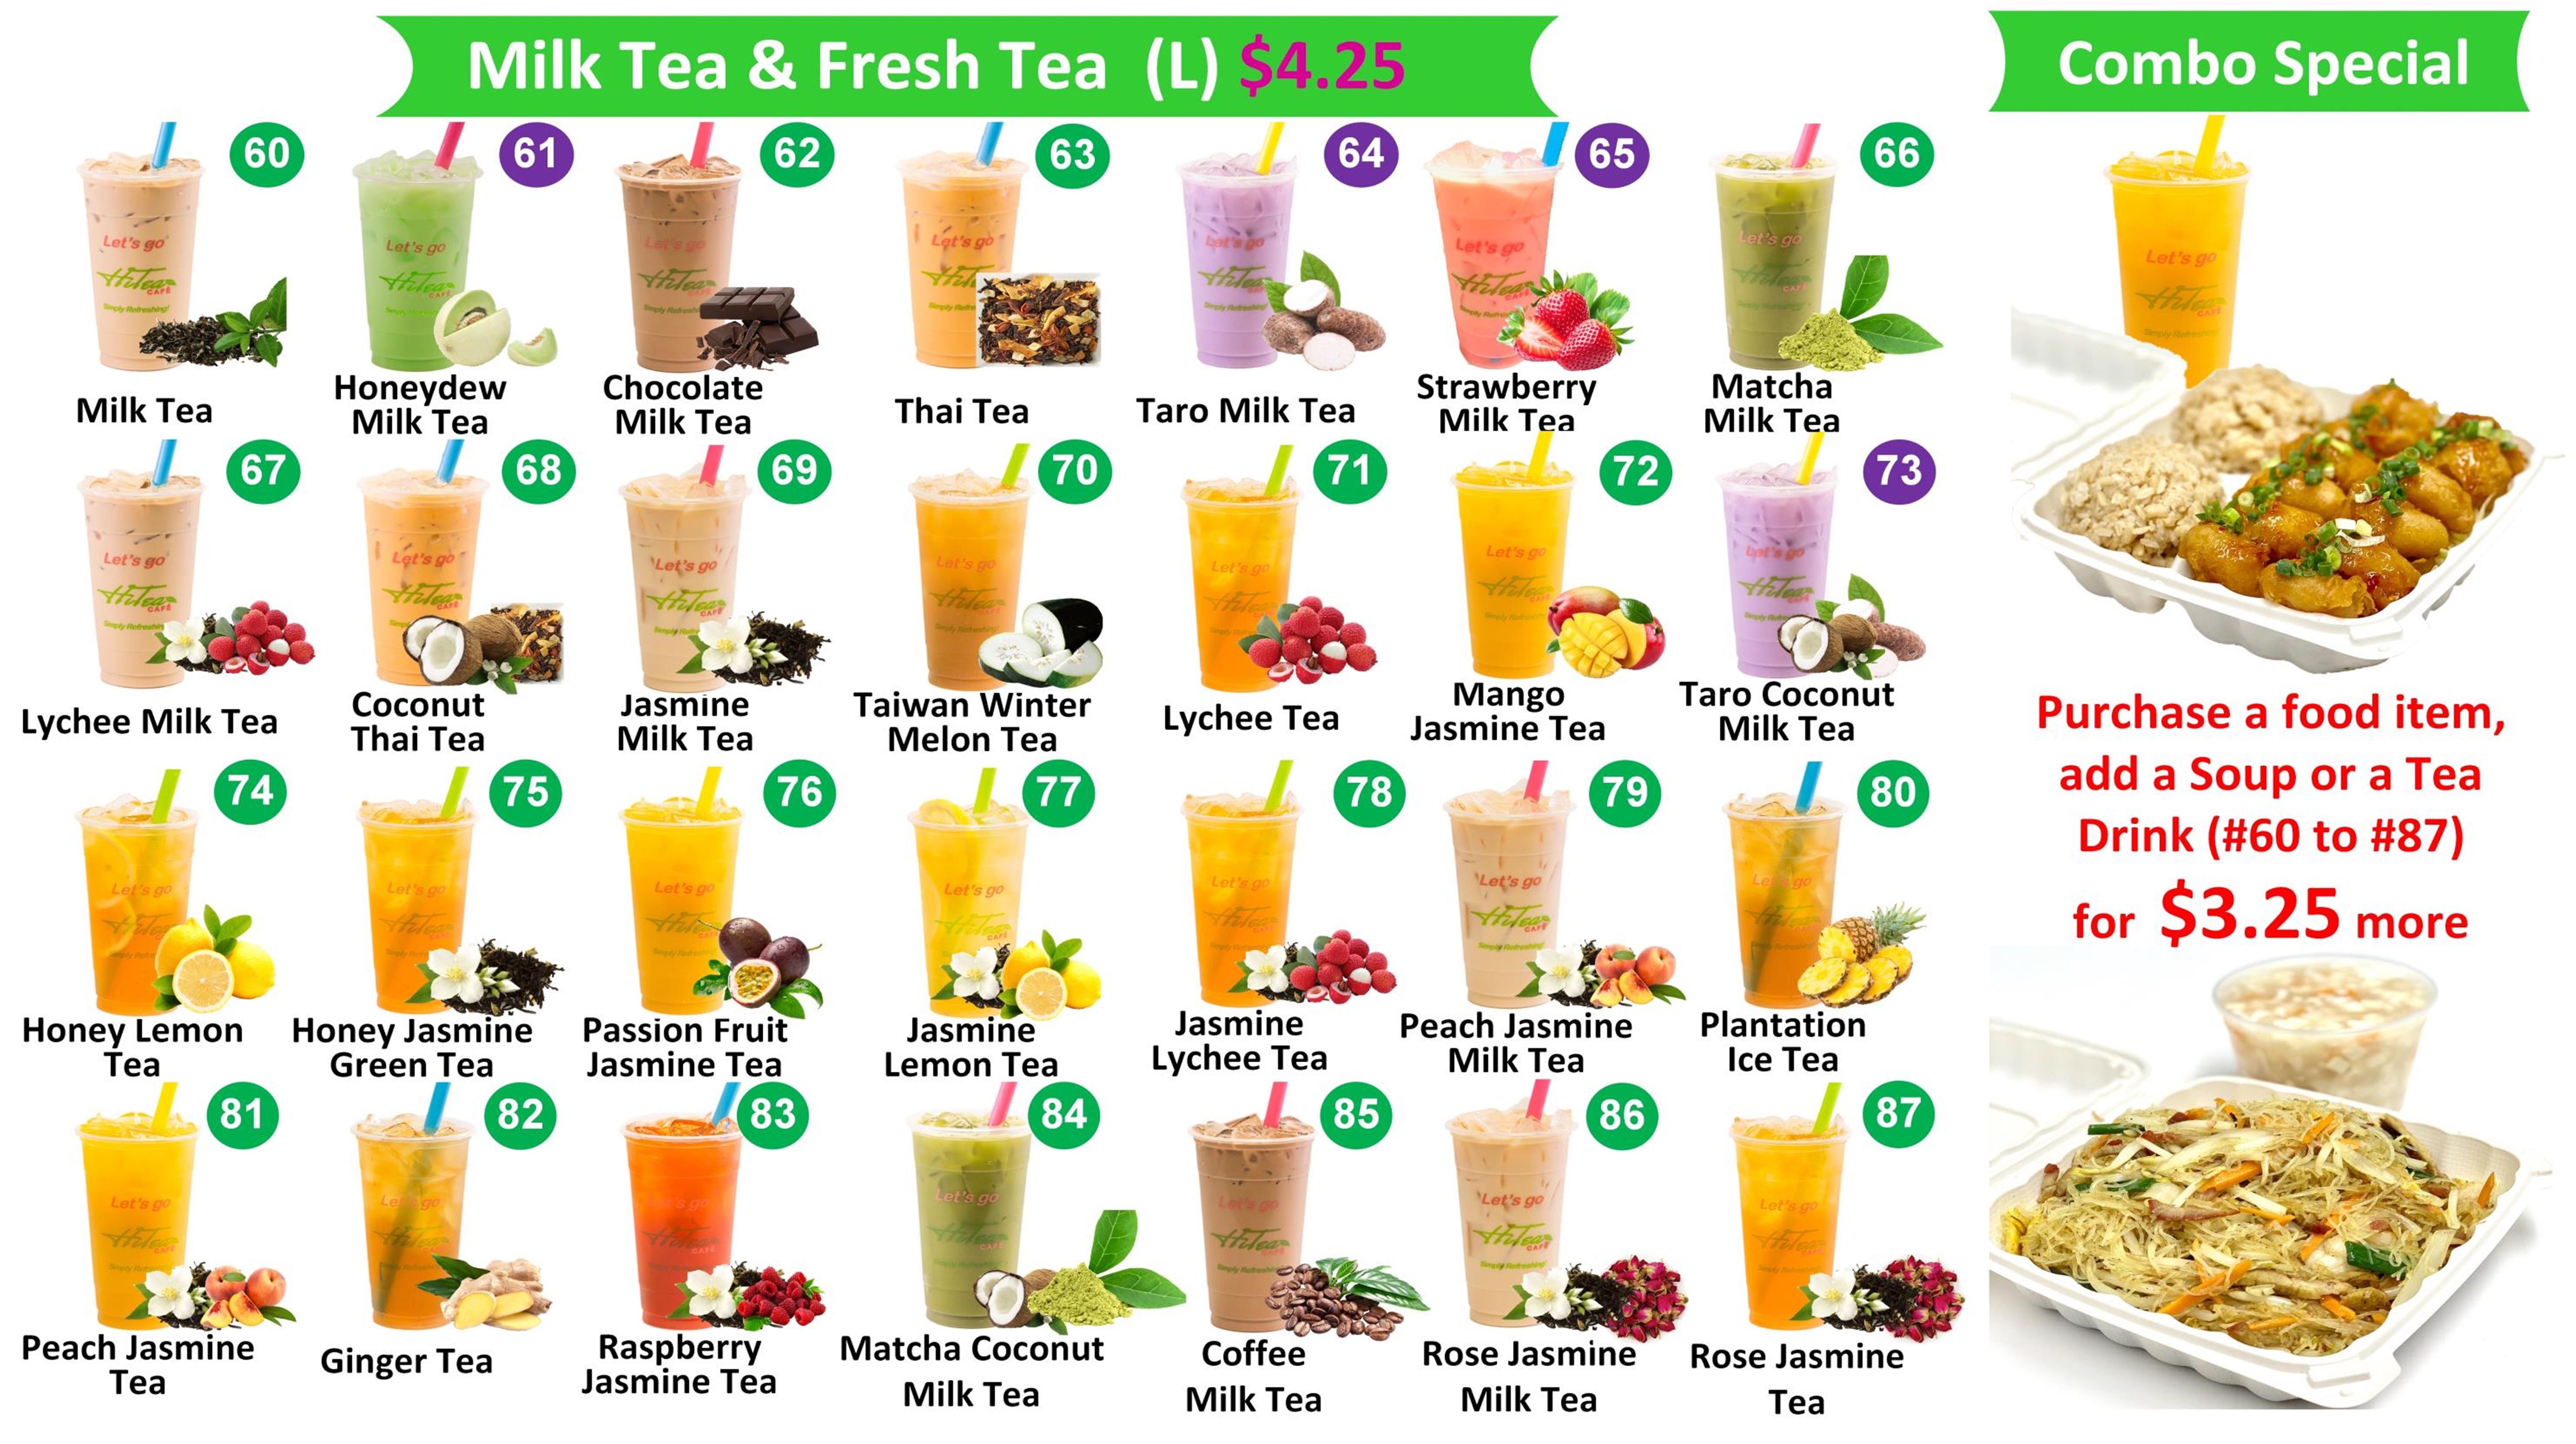 Milk Tea & Fresh Tea (L) $4.25
Combo Special
60
61
62
63
64
65
66
Let's go
HiTea
CAFÉ
Simply Refreshing!
Milk Tea
Honeydew
Milk Tea
Chocolate
Milk Tea
Thai Tea
Taro Milk Tea
Strawberry
Milk Tea
Matcha
Milk Tea
67
68
69
70
71
72
73
Lychee Milk Tea
Coconut
Thai Tea
Jasmine
Milk Tea
Taiwan Winter
Melon Tea
Lychee Tea
Mango
Jasmine Tea
Taro Coconut
Milk Tea
74
75
76
77
78
79
80
Honey Lemon
Tea
Honey Jasmine
Green Tea
Passion Fruit
Jasmine Tea
Jasmine
Lemon Tea
Jasmine
Lychee Tea
Peach Jasmine
Milk Tea
Plantation
Ice Tea
81
82
83
84
85
86
87
Peach Jasmine
Tea
Ginger Tea
Raspberry
Jasmine Tea
Matcha Coconut
Milk Tea
Coffee
Milk Tea
Rose Jasmine
Milk Tea
Rose Jasmine
Tea
Purchase a food item,
add a Soup or a Tea
Drink (#60 to #87)
for $3.25 more